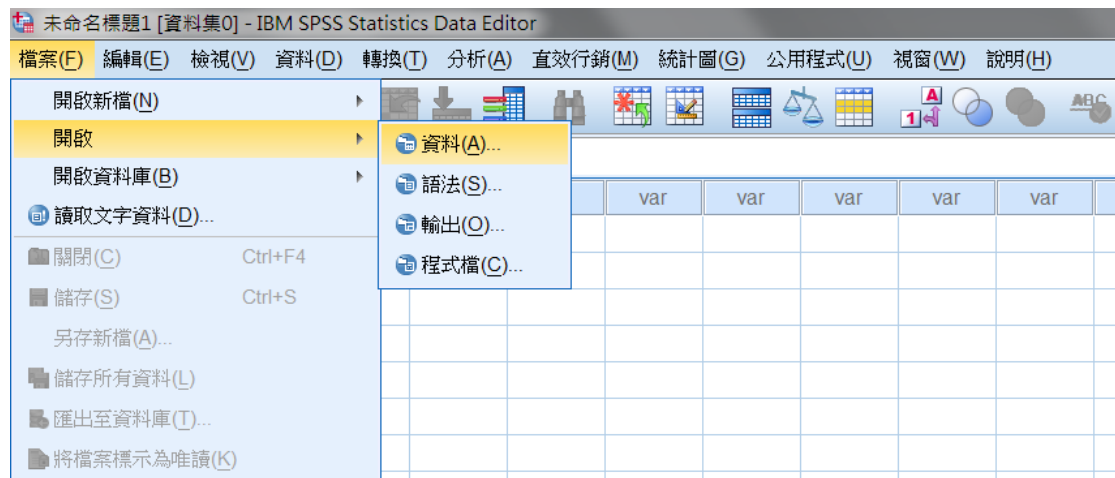 未命名標題1 [資料集0] - IBM SPSS Statistics Data Editor
檔案(F) 編輯(E) 檢視(V) 資料(D) 轉換(T) 分析(A) 直效行銷(M) 統計圖(G) 公用程式(U) 視窗(W) 說明(H)
開啟新檔(N)
開啟
開啟資料庫(B)
讀取文字資料(D)...
關閉(C) Ctrl+F4
儲存(S) Ctrl+S
另存新檔(A)...
儲存所有資料(L)
匯出至資料庫(T)...
將檔案標示為唯讀(K)
資料(A)...
語法(S)...
輸出(O)...
程式檔(C)...
A
1
ABC
var var var var var